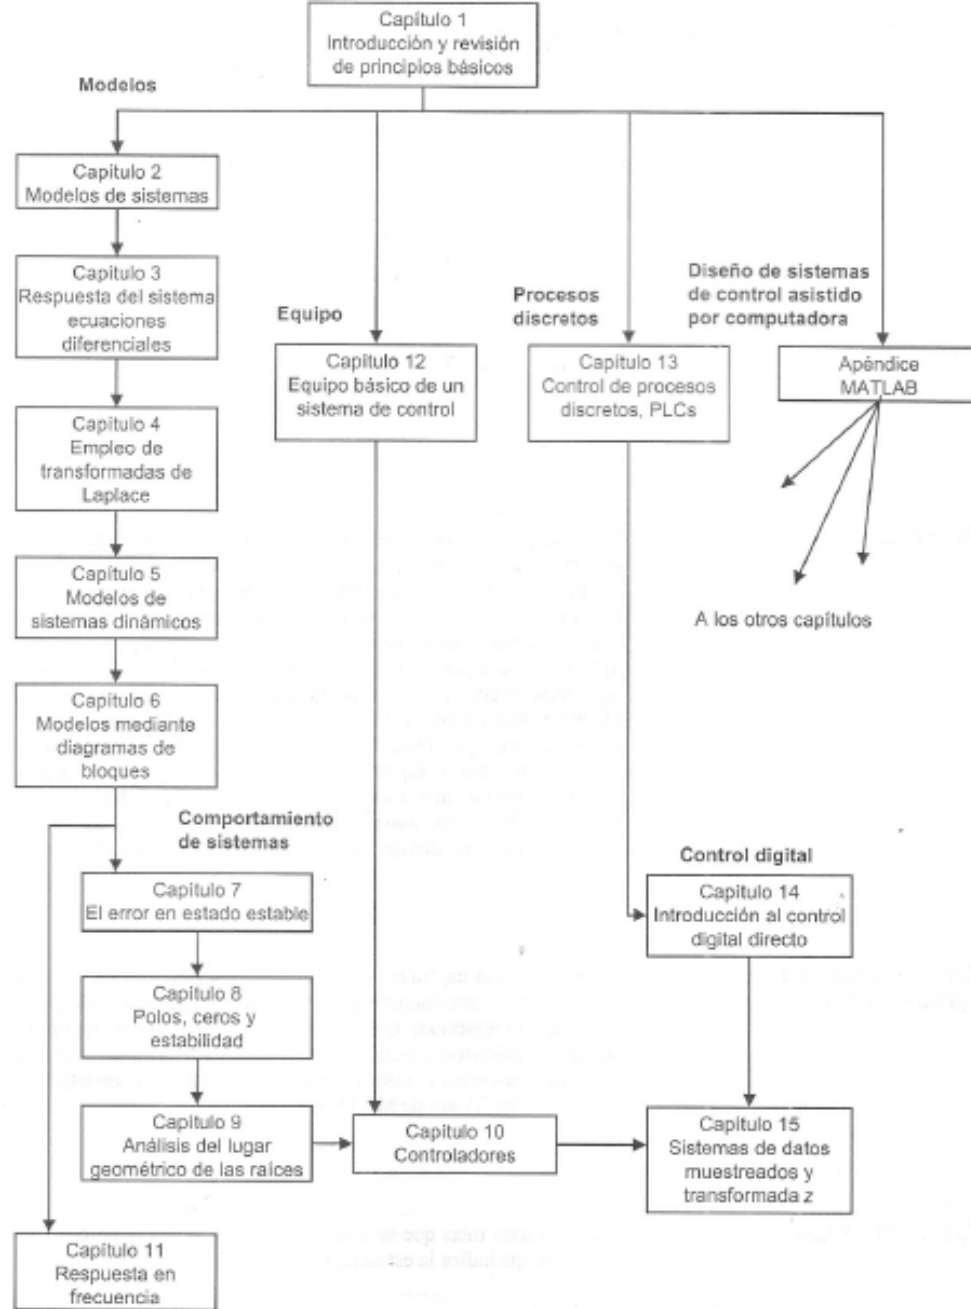 Capítulo 1
Introducción y revisión
de principios básicos
Modelos
Capítulo 2
Modelos de sistemas
Capítulo 3
Respuesta del sistema
ecuaciones
diferenciales
Capítulo 4
Empleo de
transformadas de
Laplace
Capítulo 5
Modelos de
sistemas dinámicos
Capítulo 6
Modelos mediante
diagramas de
bloques
Equipo
Capítulo 12
Equipo básico de un
sistema de control
Procesos
discretos
Capítulo 13
Control de procesos
discretos, PLCs
Diseño de sistemas
de control asistido
por computadora
Apéndice
MATLAB
A los otros capítulos
Comportamiento
de sistemas
Capítulo 7
El error en estado estable
Capítulo 8
Polos, ceros y
estabilidad
Capítulo 9
Análisis del lugar
geométrico de las raíces
Capítulo 10
Controladores
Control digital
Capítulo 14
Introducción al control
digital directo
Capítulo 15
Sistemas de datos
muestreados y
transformada z
Capítulo 11
Respuesta en
frecuencia